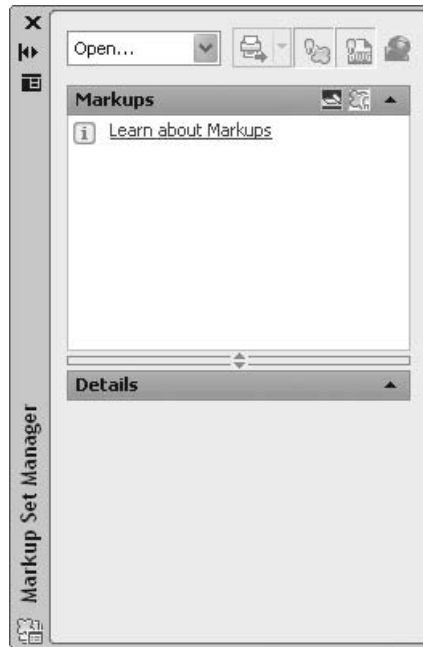 Open...
Markups
Learn about Markups
Details
Markup Set Manager